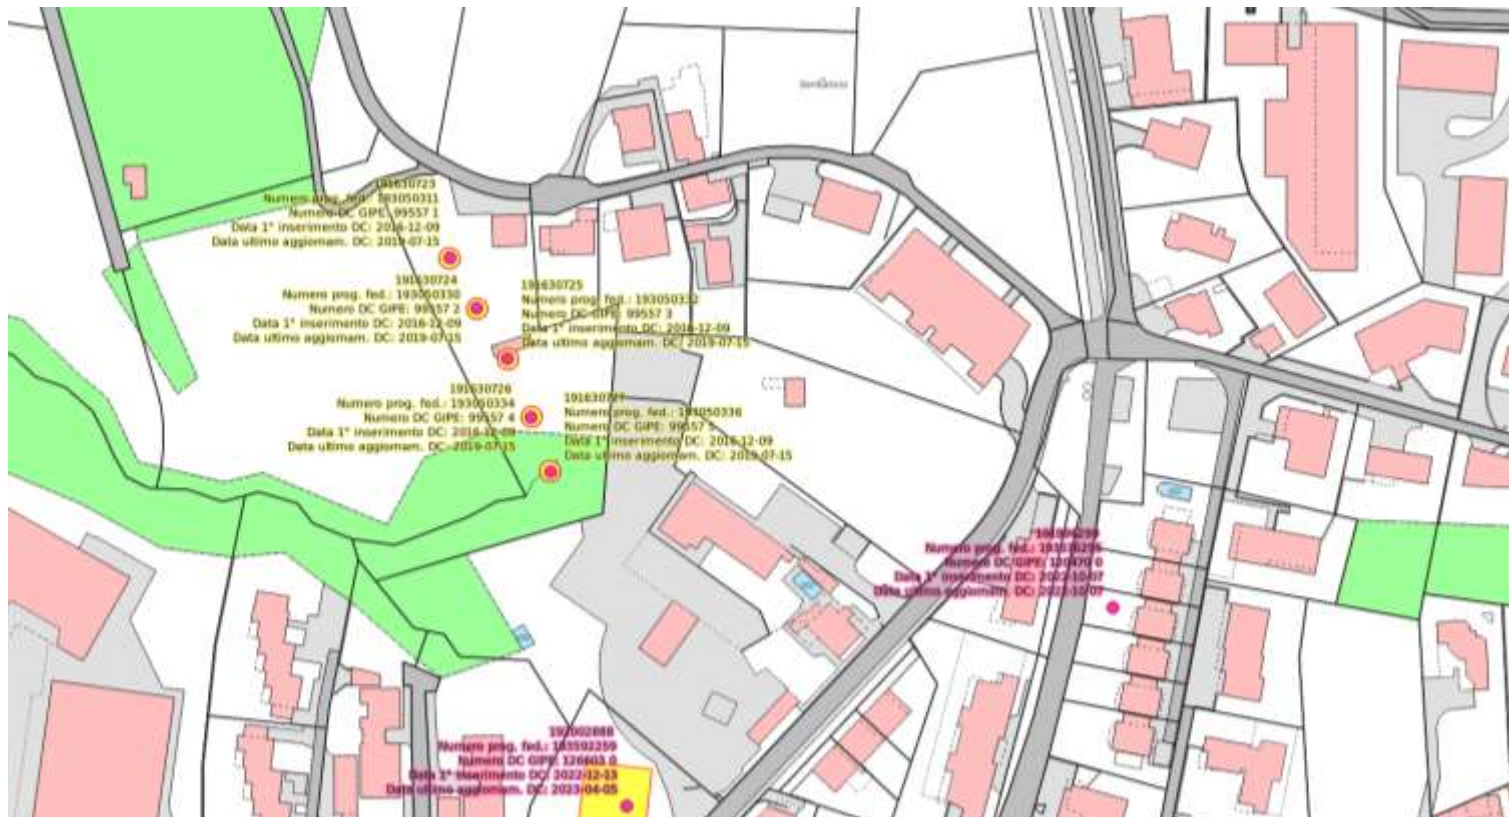 191630723
Numero prog. fed.: 193050311
Numero DC GIPE: 99557 1
Data 1° inserimento DC: 2016-12-09
Data ultimo aggiornam. DC: 2019-07-15
191630724
Numero prog. fed.: 193050330
Numero DC GIPE: 99557 2
Data 1° inserimento DC: 2016-12-09
Data ultimo aggiornam. DC: 2019-07-15
191630725
Numero prog. fed.:
Numero DC GIPE: 99557 3
Data 1° inserimento DC: 2016-12-09
Data ultimo aggiornam. DC: 2019-07-15
191630726
Numero prog. fed.: 193050334
Numero DC GIPE: 99557 4
Data 1° inserimento DC: 2016-12-09
Data ultimo aggiornam. DC: 2019-07-15
191630727
Numero prog. fed.: 193050336
Numero DC GIPE: 99557 5
Data 1° inserimento DC: 2016-12-09
Data ultimo aggiornam. DC: 2019-07-15
Numero prog. fed.:
Numero DC GIPE:
Data 1° inserimento DC: 2022-10-07
Data ultimo aggiornam. DC: 2022-10-07
192002888
Numero prog. fed.: 193592259
Numero DC GIPE: 126603 0
Data 1° inserimento DC: 2022-12-13
Data ultimo aggiornam. DC: 2023-04-05